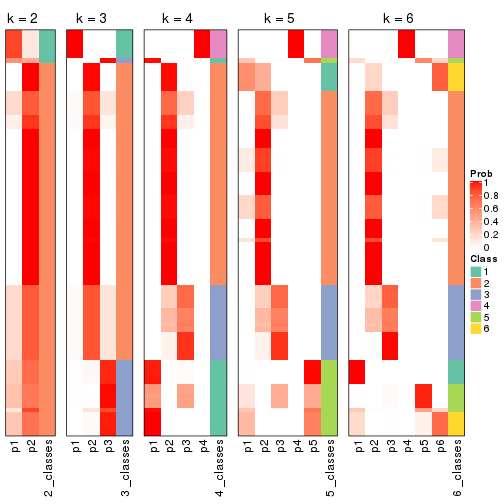 k = 2
k = 3
k = 4
k = 5
k = 6
p1
p2
2_classes
p1
p2
p3
3_classes
p1
p2
p3
p4
4_classes
p1
p2
p3
p4
p5
5_classes
p1
p2
p3
p4
p5
p6
6_classes
Prob
1
0.8
0.6
0.4
0.2
0
Class
1
2
3
4
5
6